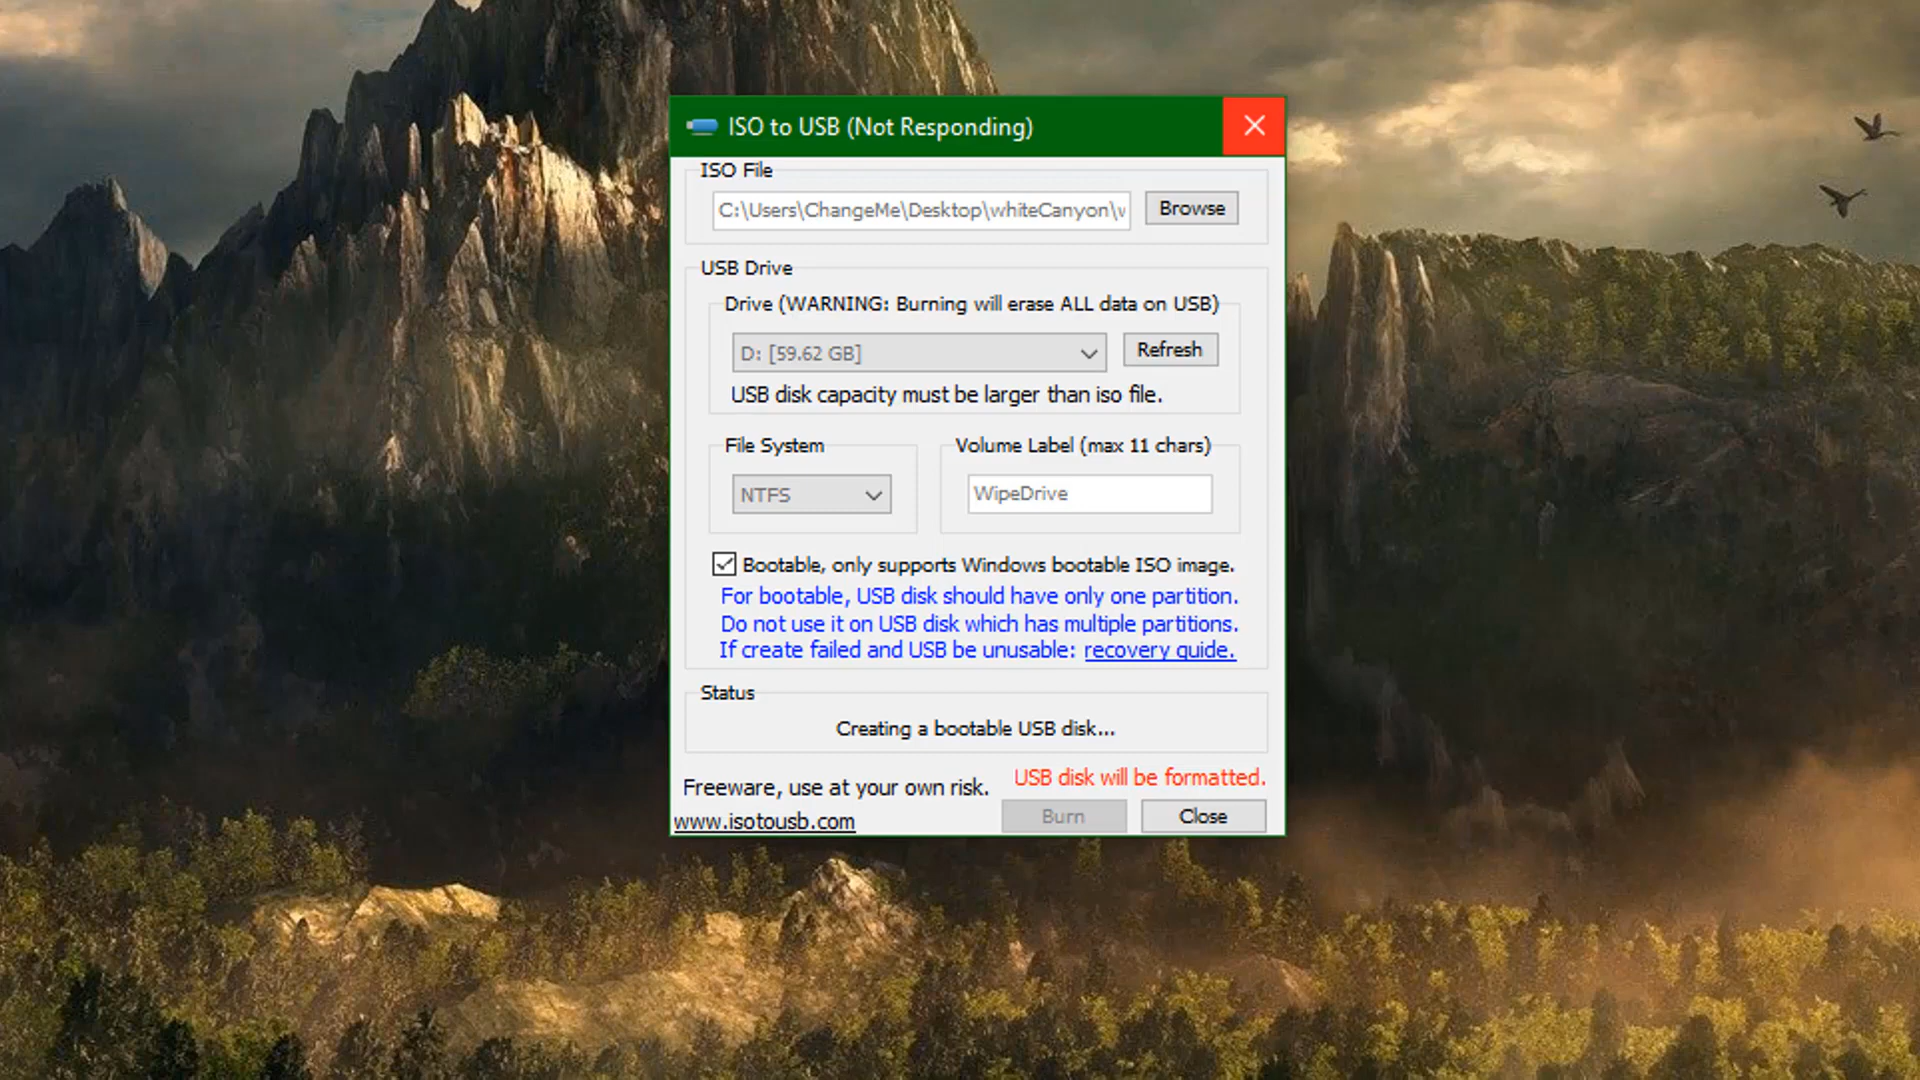 ISO to USB (Not Responding)
ISO File
C:\Users\ChangeMe\Desktop\whiteCanyon\
Browse
USB Drive
Drive (WARNING: Burning will erase ALL data on USB)
D: [59.62 GB]
Refresh
USB disk capacity must be larger than iso file.
File System
Volume Label (max 11 chars)
NTFS
WipeDrive
Bootable, only supports Windows bootable ISO image.
For bootable, USB disk should have only one partition.
Do not use it on USB disk which has multiple partitions.
If create failed and USB be unusable: recovery guide.
Status
Creating a bootable USB disk...
Freeware, use at your own risk.
USB disk will be formatted.
www.isotousb.com
Burn
Close